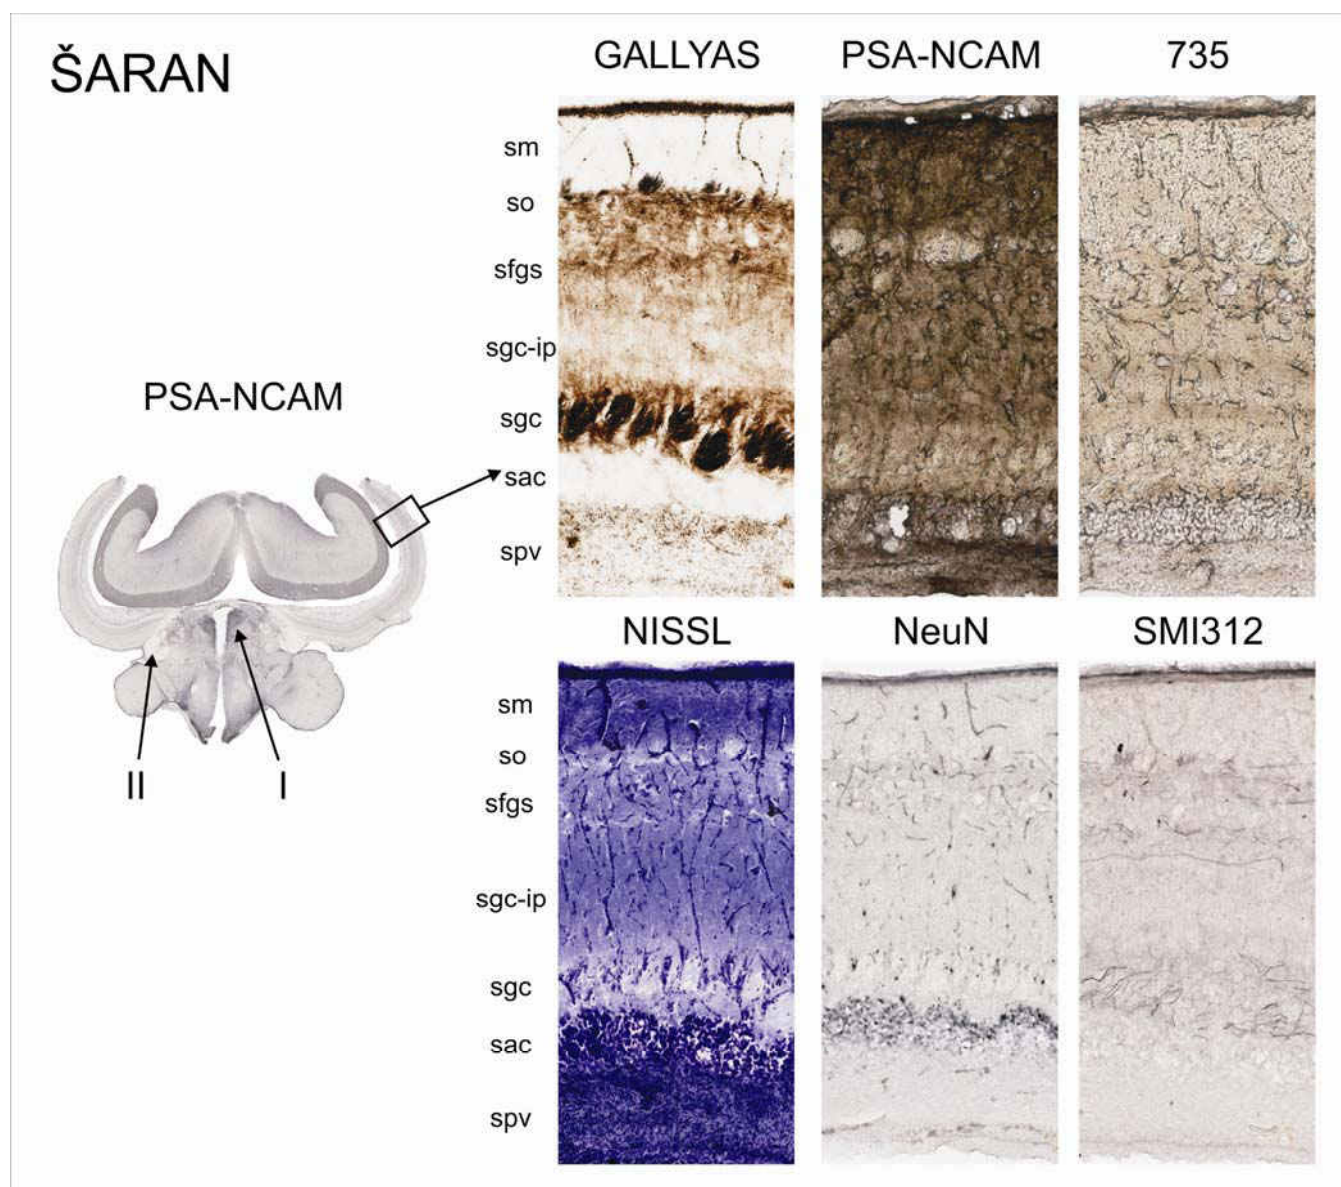 ŠARAN
GALLYAS PSA-NCAM 735
sm
so
sfgs
sgc-ip
sgc
sac
spv
PSA-NCAM
II I
NISSL NeuN SMI312
sm
so
sfgs
sgc-ip
sgc
sac
spv